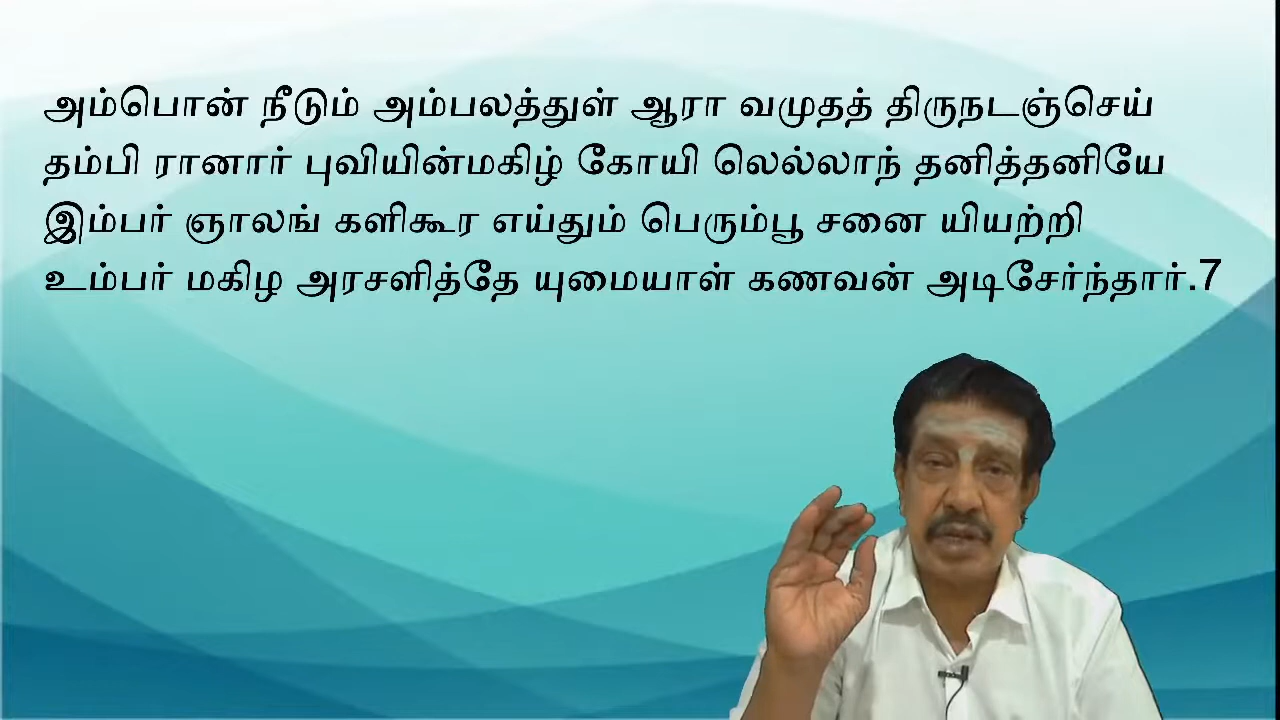 அம்பொன் நீடும் அம்பலத்துள் ஆரா வமுதத் திருநடஞ்செய்
தம்பி ரானார் புவியின்மகிழ் கோயி லெல்லாந் தனித்தனியே
இம்பர் ஞாலங் களிகூர எய்தும் பெரும்பூ சனை யியற்றி
உம்பர் மகிழ அரசளித்தே யுமையாள் கணவன் அடிசேர்ந்தார்.7